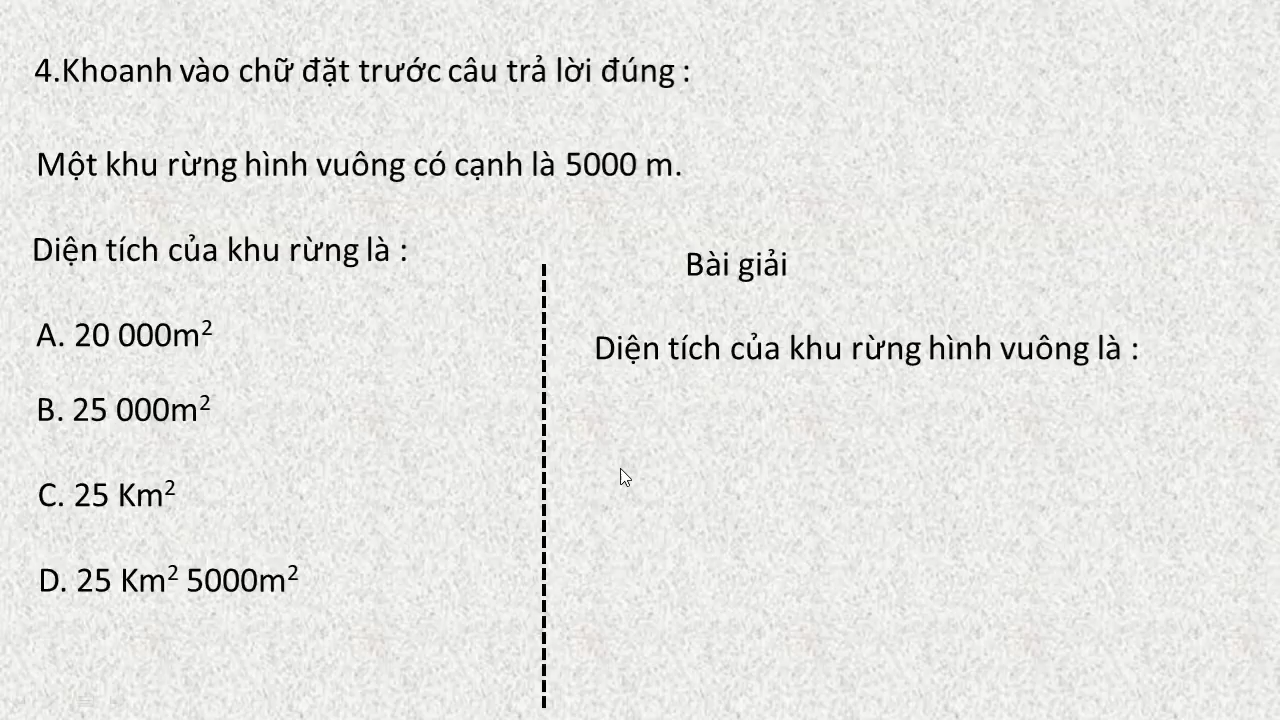 4.Khoanh vào chữ đặt trước câu trả lời đúng :
Một khu rừng hình vuông có cạnh là 5000 m.
Diện tích của khu rừng là :
A. 20 000m²
B. 25 000m²
C. 25 Km²
D. 25 Km² 5000m²
Bài giải
Diện tích của khu rừng hình vuông là :